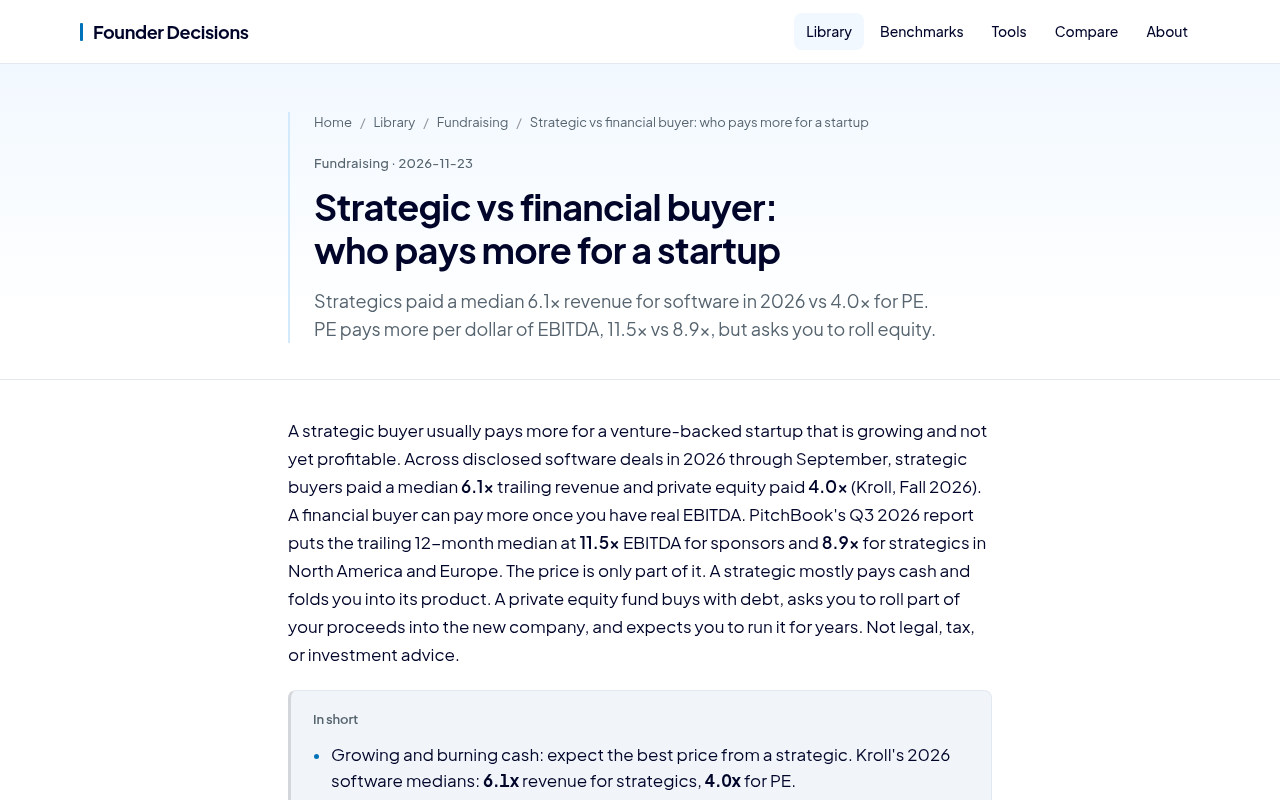 Founder Decisions
Library
Benchmarks
Tools
Compare
About
Home / Library / Fundraising / Strategic vs financial buyer: who pays more for a startup
Fundraising · 2026-11-23
Strategic vs financial buyer:
who pays more for a startup
Strategics paid a median 6.1× revenue for software in 2026 vs 4.0× for PE.
PE pays more per dollar of EBITDA, 11.5× vs 8.9×, but asks you to roll equity.
A strategic buyer usually pays more for a venture-backed startup that is growing and not
yet profitable. Across disclosed software deals in 2026 through September, strategic
buyers paid a median 6.1× trailing revenue and private equity paid 4.0× (Kroll, Fall 2026).
A financial buyer can pay more once you have real EBITDA. PitchBook's Q3 2026 report
puts the trailing 12-month median at 11.5× EBITDA for sponsors and 8.9× for strategics in
North America and Europe. The price is only part of it. A strategic mostly pays cash and
folds you into its product. A private equity fund buys with debt, asks you to roll part of
your proceeds into the new company, and expects you to run it for years. Not legal, tax,
or investment advice.
In short
• Growing and burning cash: expect the best price from a strategic. Kroll's 2026
software medians: 6.1x revenue for strategics, 4.0x for PE.